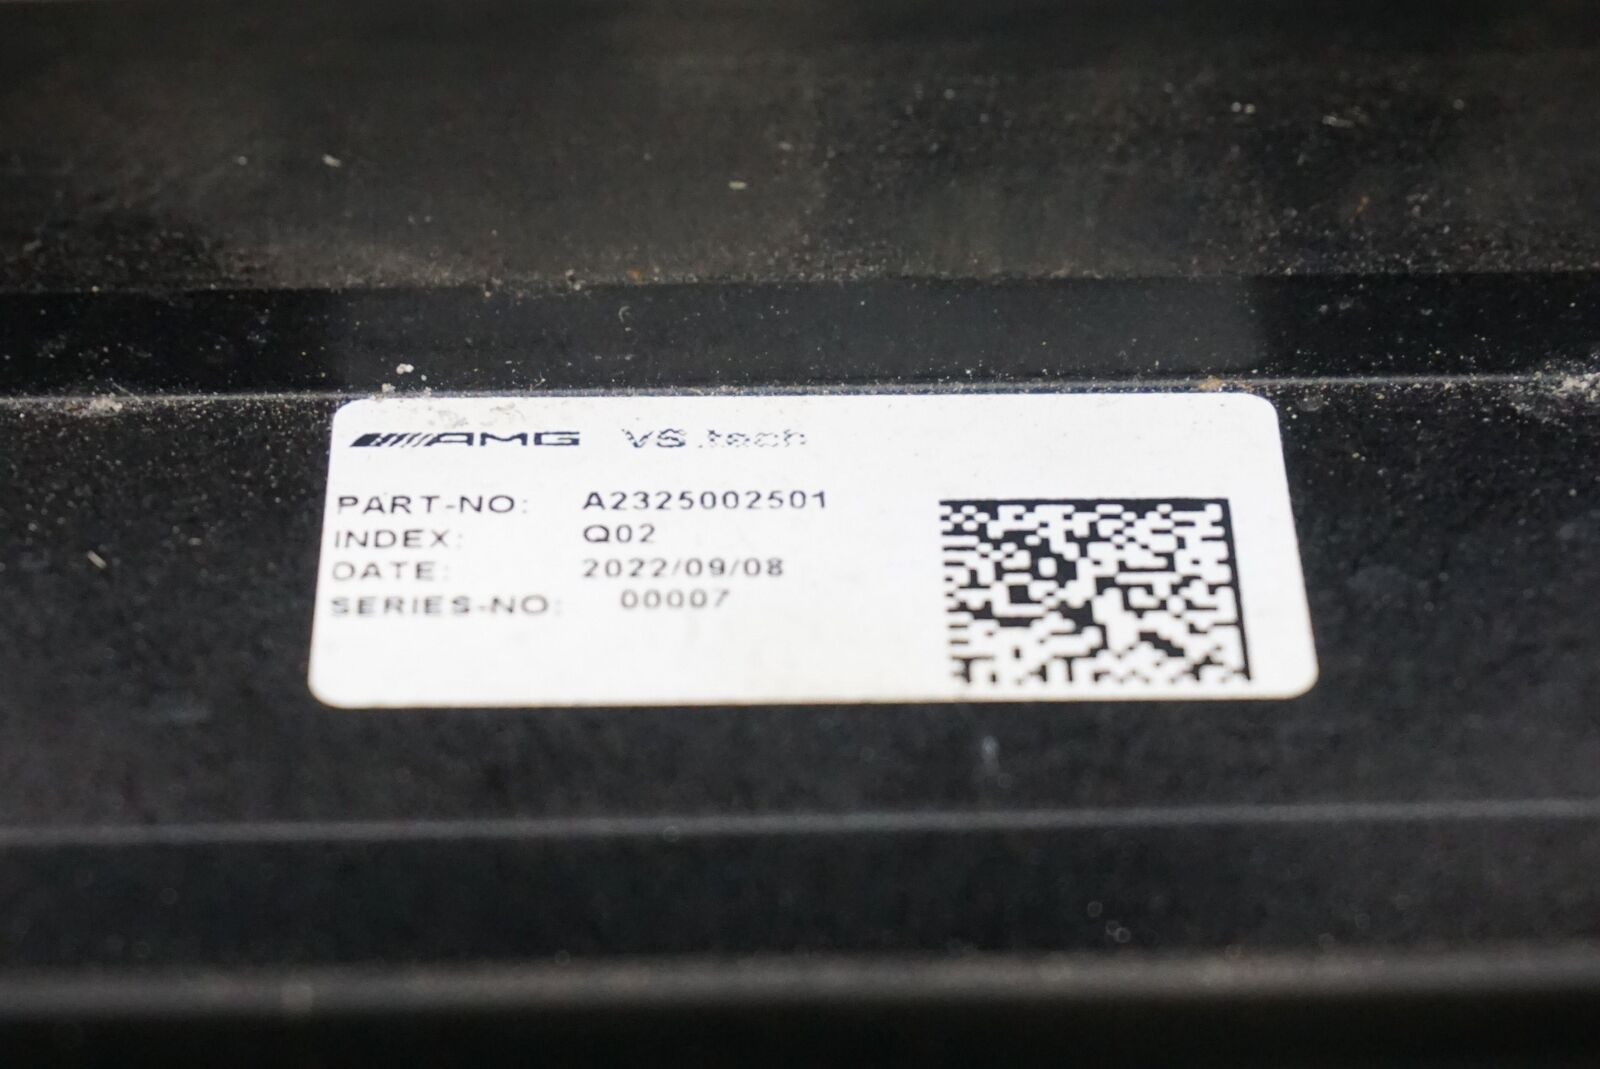 AMG VS.tech
PART-NO: A2325002501
INDEX: Q02
DATE: 2022/09/08
SERIES-NO: 00007